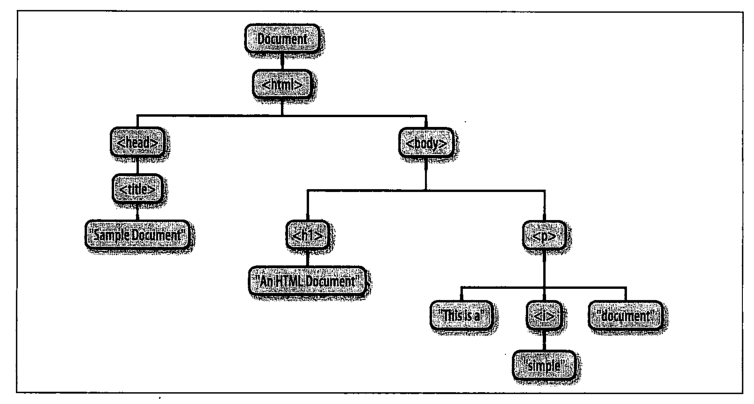 Document
<html>
<head>
<body>
<title>
"Sample Document"
<h1>
<p>
"An HTML Document"
"This is a"
<i>
"document"
"simple"